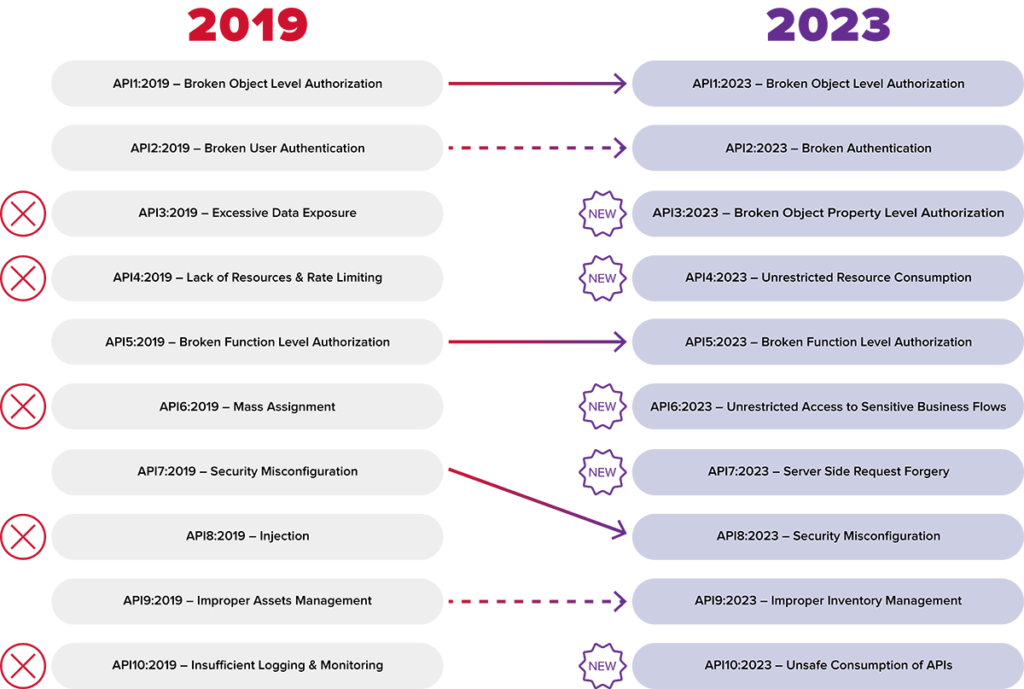 2019 2023
API1:2019 – Broken Object Level Authorization API1:2023 – Broken Object Level Authorization
API2:2019 – Broken User Authentication API2:2023 – Broken Authentication
API3:2019 – Excessive Data Exposure NEW API3:2023 – Broken Object Property Level Authorization
API4:2019 – Lack of Resources & Rate Limiting NEW API4:2023 – Unrestricted Resource Consumption
API5:2019 – Broken Function Level Authorization API5:2023 – Broken Function Level Authorization
API6:2019 – Mass Assignment NEW API6:2023 – Unrestricted Access to Sensitive Business Flows
API7:2019 – Security Misconfiguration NEW API7:2023 – Server Side Request Forgery
API8:2019 – Injection API8:2023 – Security Misconfiguration
API9:2019 – Improper Assets Management API9:2023 – Improper Inventory Management
API10:2019 – Insufficient Logging & Monitoring NEW API10:2023 – Unsafe Consumption of APIs